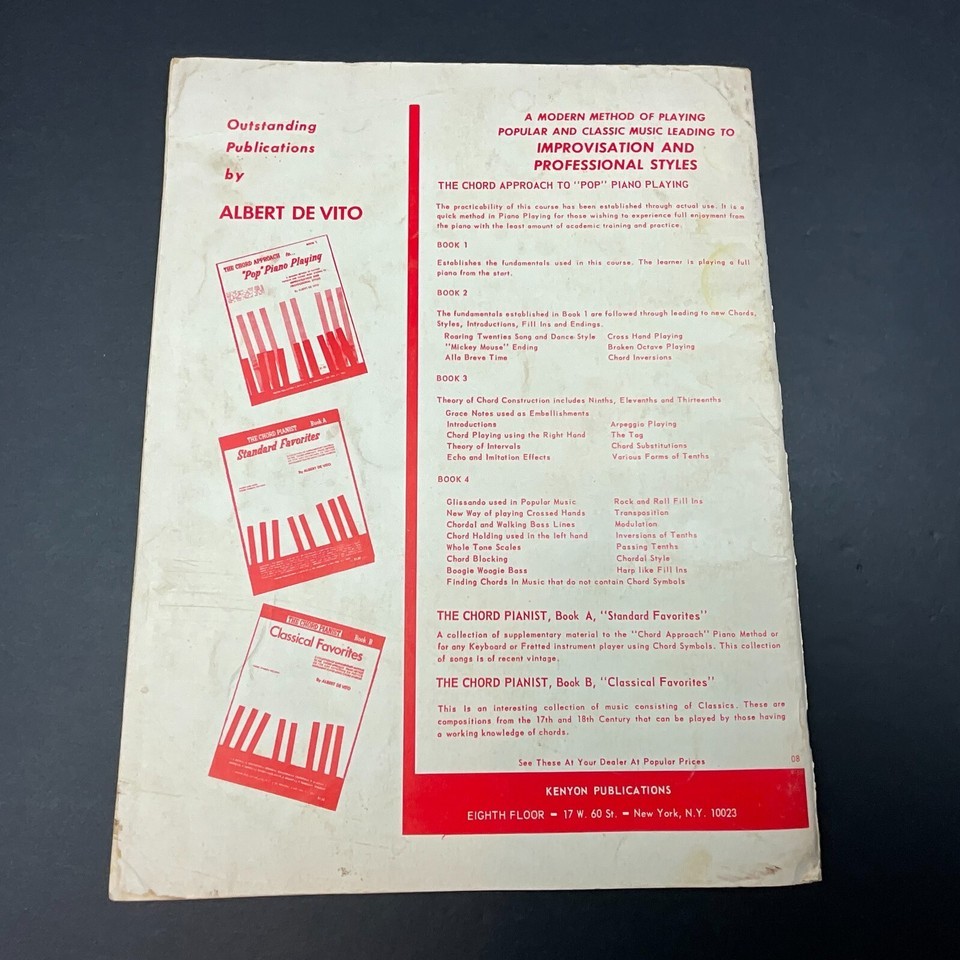 Outstanding
Publications
by
ALBERT DE VITO
BOOK 1
THE CHORD APPROACH to...
"Pop" Piano Playing
By ALBERT DE VITO
THE CHORD PIANIST Book A
Standard Favorites
By ALBERT DE VITO
THE CHORD PIANIST Book B
Classical Favorites
By ALBERT DE VITO
A MODERN METHOD OF PLAYING
POPULAR AND CLASSIC MUSIC LEADING TO
IMPROVISATION AND
PROFESSIONAL STYLES
THE CHORD APPROACH TO "POP" PIANO PLAYING
The practicability of this course has been established through actual use. It is a
quick method in Piano Playing for those wishing to experience full enjoyment from
the piano with the least amount of academic training and practice.
BOOK 1
Establishes the fundamentals used in this course. The learner is playing a full
piano from the start.
BOOK 2
The fundamentals established in Book 1 are followed through leading to new Chords,
Styles, Introductions, Fill Ins and Endings.
Roaring Twenties Song and Dance Style Cross Hand Playing
"Mickey Mouse" Ending Broken Octave Playing
Alla Breve Time Chord Inversions
BOOK 3
Theory of Chord Construction includes Ninths, Elevenths and Thirteenths
Grace Notes used as Embellishments
Introductions Arpeggio Playing
Chord Playing using the Right Hand The Tag
Theory of Intervals Chord Substitutions
Echo and Imitation Effects Various Forms of Tenths
BOOK 4
Glissando used in Popular Music Rock and Roll Fill Ins
New Way of playing Crossed Hands Transposition
Chordal and Walking Bass Lines Modulation
Chord Holding used in the left hand Inversions of Tenths
Whole Tone Scales Passing Tenths
Chord Blocking Chordal Style
Boogie Woogie Bass Harp like Fill Ins
Finding Chords In Music that do not contain Chord Symbols
THE CHORD PIANIST, Book A, "Standard Favorites"
A collection of supplementary material to the "Chord Approach" Piano Method or
for any Keyboard or Fretted instrument player using Chord Symbols. This collection
of songs is of recent vintage.
THE CHORD PIANIST, Book B, "Classical Favorites"
This is an interesting collection of music consisting of Classics. These are
compositions from the 17th and 18th Century that can be played by those having
a working knowledge of chords.
See These At Your Dealer At Popular Prices
08
KENYON PUBLICATIONS
EIGHTH FLOOR – 17 W. 60 St. – New York, N.Y. 10023